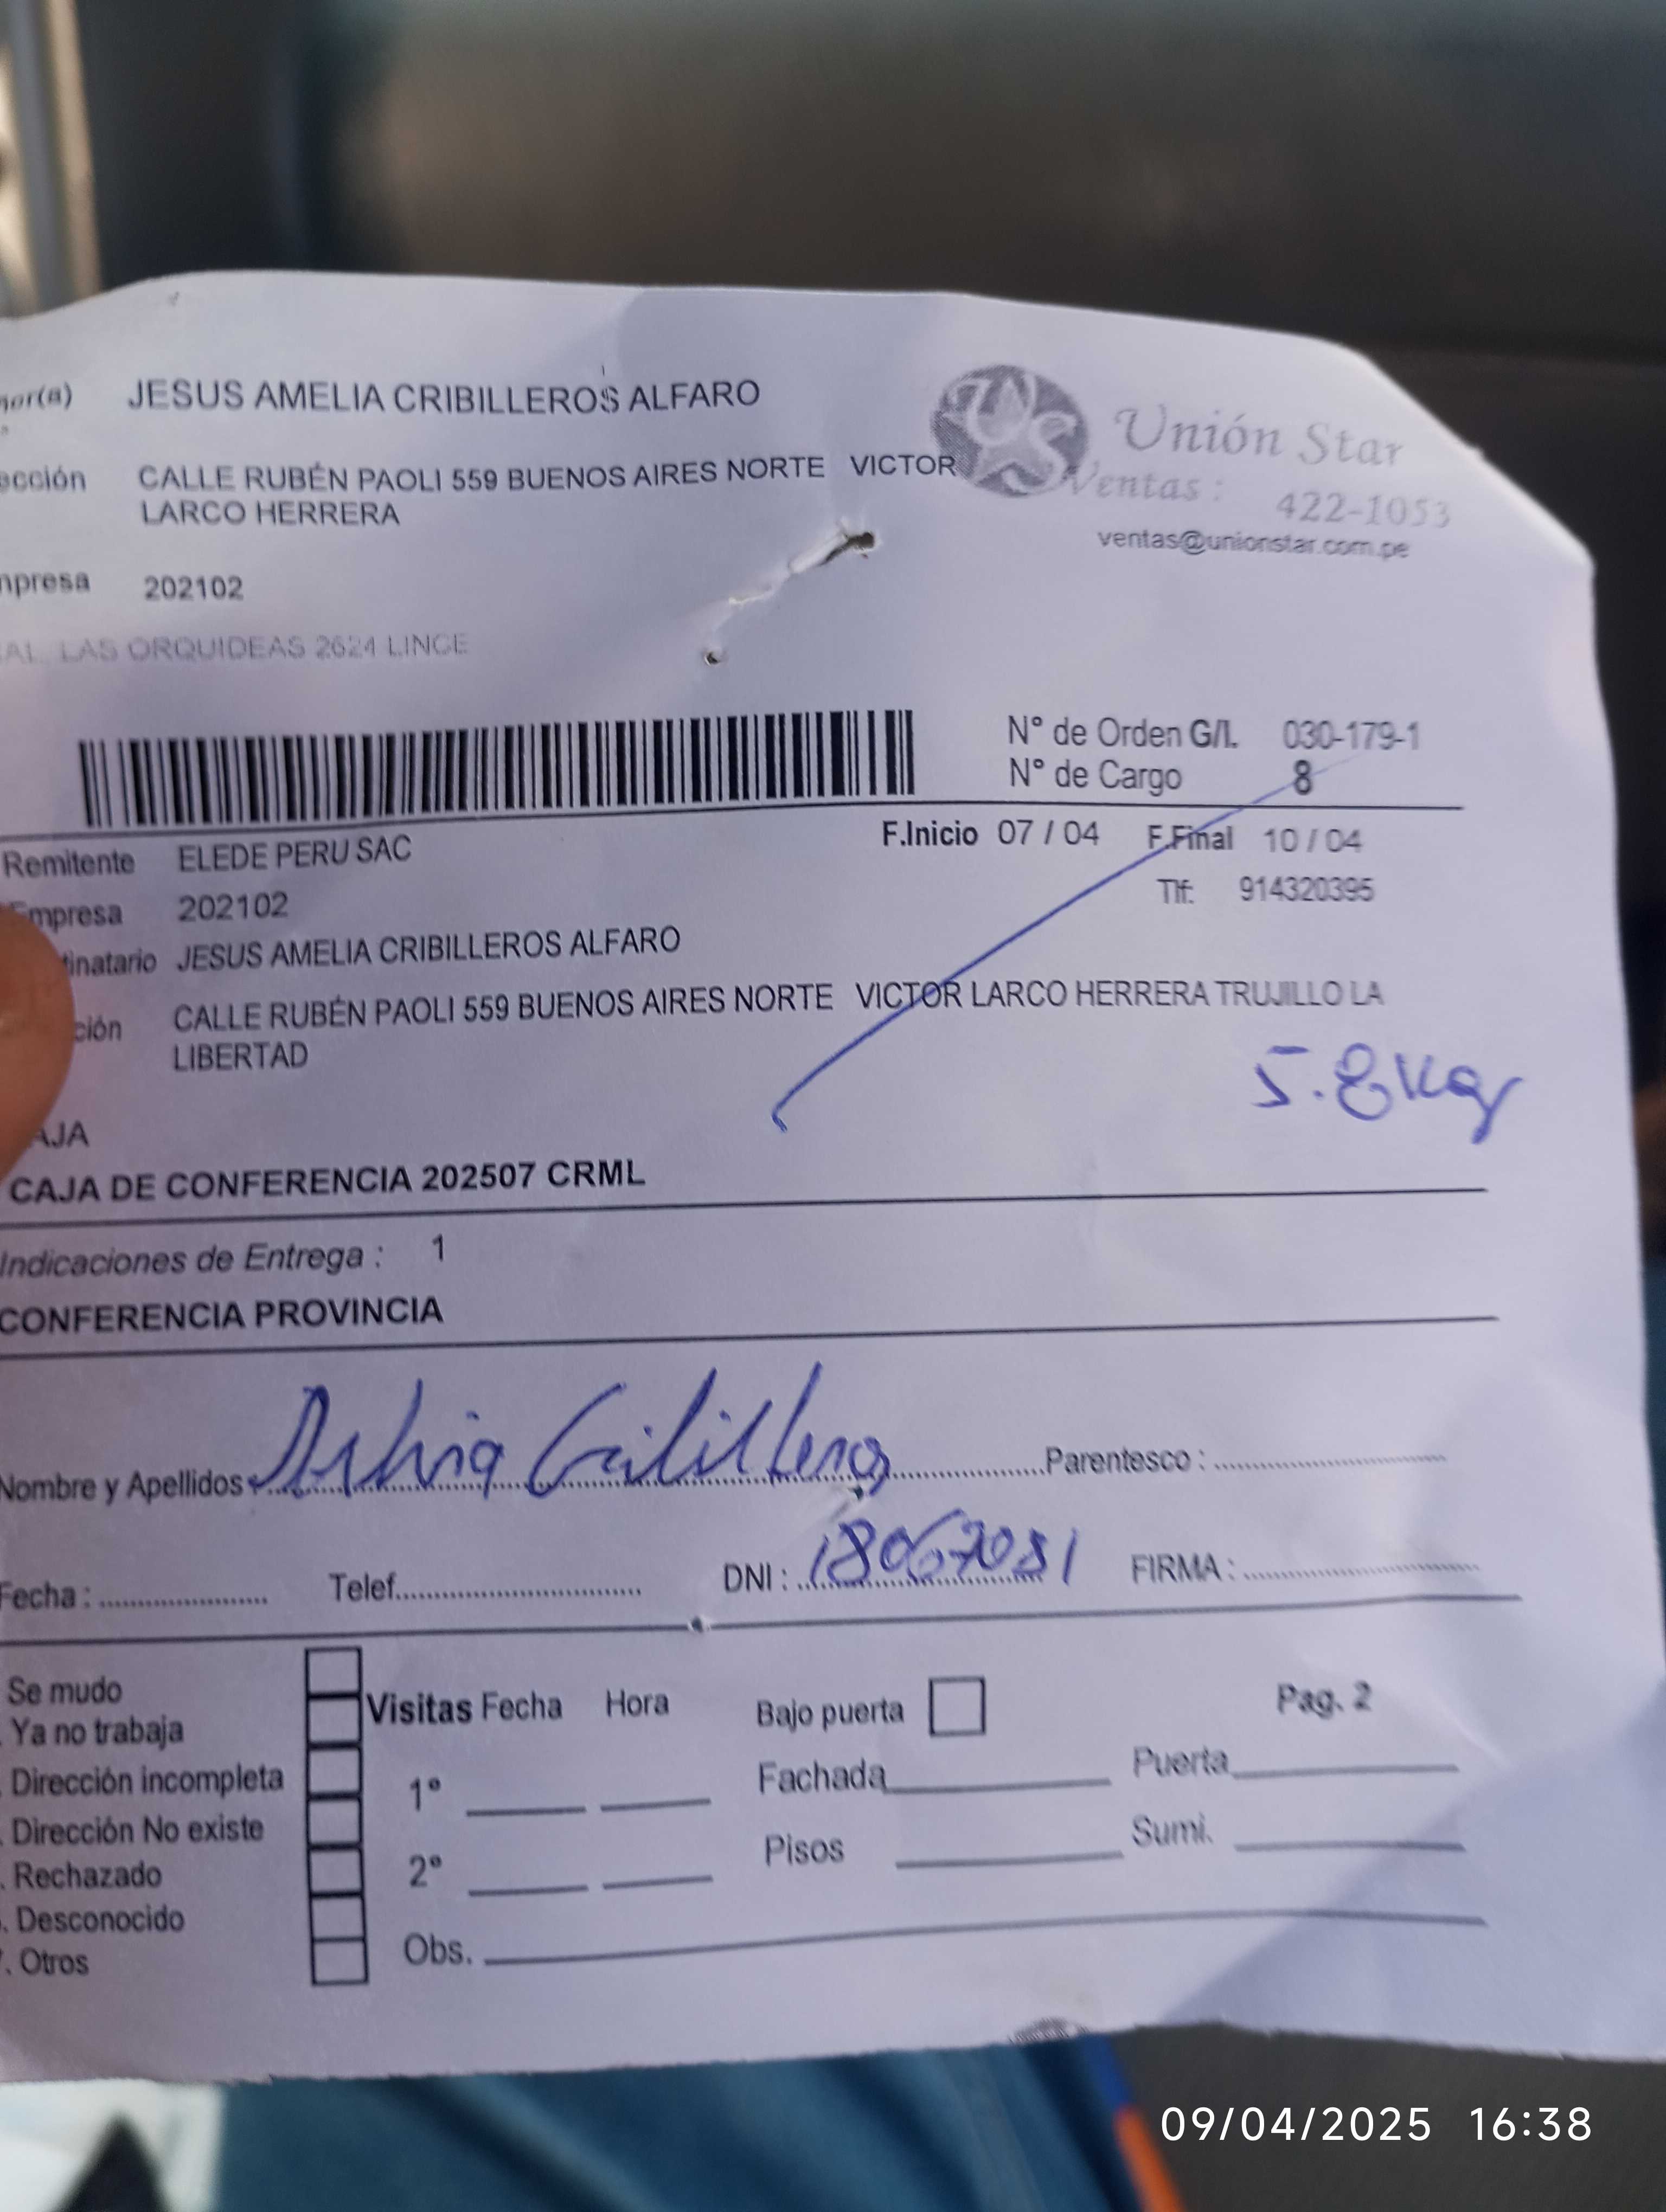 ñor(a) JESUS AMELIA CRIBILLEROS ALFARO
Unión Star
ección CALLE RUBÉN PAOLI 559 BUENOS AIRES NORTE VICTOR
Ventas : 422-1053
LARCO HERRERA
ventas@unionstar.com.pe
mpresa 202102
AL. LAS ORQUIDEAS 2624 LINCE
N° de Orden G/L 030-179-1
N° de Cargo 8
F.Inicio 07 / 04 F.Final 10 / 04
Remitente ELEDE PERU SAC
Tlf: 914320395
mpresa 202102
tinatario JESUS AMELIA CRIBILLEROS ALFARO
ción CALLE RUBÉN PAOLI 559 BUENOS AIRES NORTE VICTOR LARCO HERRERA TRUJILLO LA
LIBERTAD
5.8Kg
AJA
CAJA DE CONFERENCIA 202507 CRML
Indicaciones de Entrega : 1
CONFERENCIA PROVINCIA
Nombre y Apellidos Parentesco :
Fecha : Telef. DNI : 18067081 FIRMA :
Se mudo
Ya no trabaja
Dirección incompleta
Dirección No existe
Rechazado
Desconocido
. Otros
Visitas Fecha Hora
1°
2°
Obs.
Bajo puerta Pag. 2
Fachada Puerta
Pisos Sumi.
09/04/2025 16:38